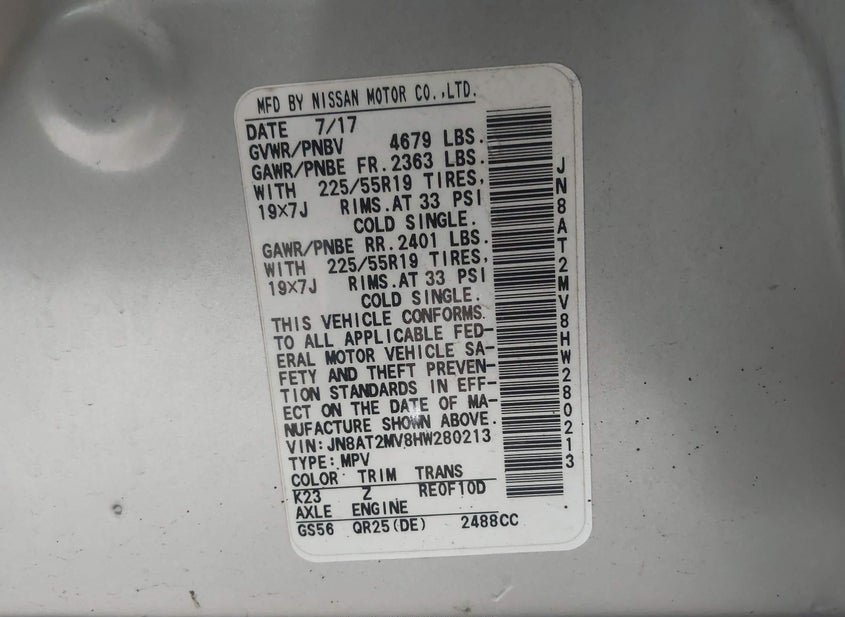 MFD BY NISSAN MOTOR CO.,LTD.
DATE 7/17
GVWR/PNBV 4679 LBS.
GAWR/PNBE FR.2363 LBS.
WITH 225/55R19 TIRES,
19X7J RIMS.AT 33 PSI
COLD SINGLE.
GAWR/PNBE RR.2401 LBS.
WITH 225/55R19 TIRES,
19X7J RIMS.AT 33 PSI
COLD SINGLE.
THIS VEHICLE CONFORMS
TO ALL APPLICABLE FED-
ERAL MOTOR VEHICLE SA-
FETY AND THEFT PREVEN-
TION STANDARDS IN EFF-
ECT ON THE DATE OF MA-
NUFACTURE SHOWN ABOVE.
VIN:JN8AT2MV8HW280213
TYPE:MPV
COLOR TRIM TRANS
K23 Z RE0F10D
AXLE ENGINE
GS56 QR25(DE) 2488CC
JN8AT2MV8HW280213